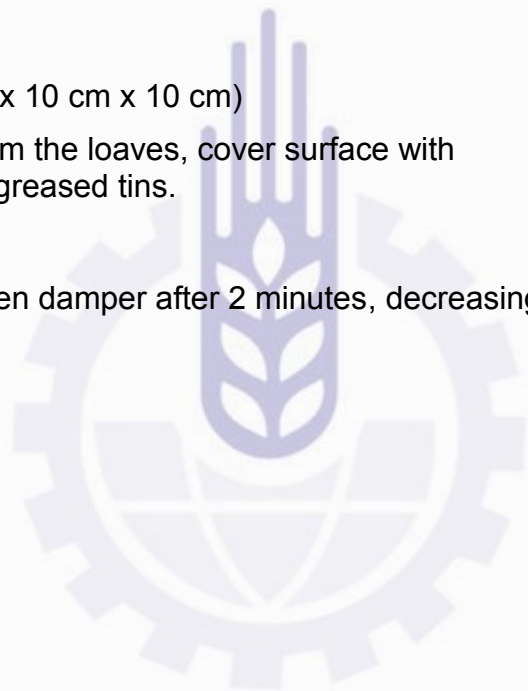 x 10 cm x 10 cm)
m the loaves, cover surface with
greased tins.
en damper after 2 minutes, decreasing